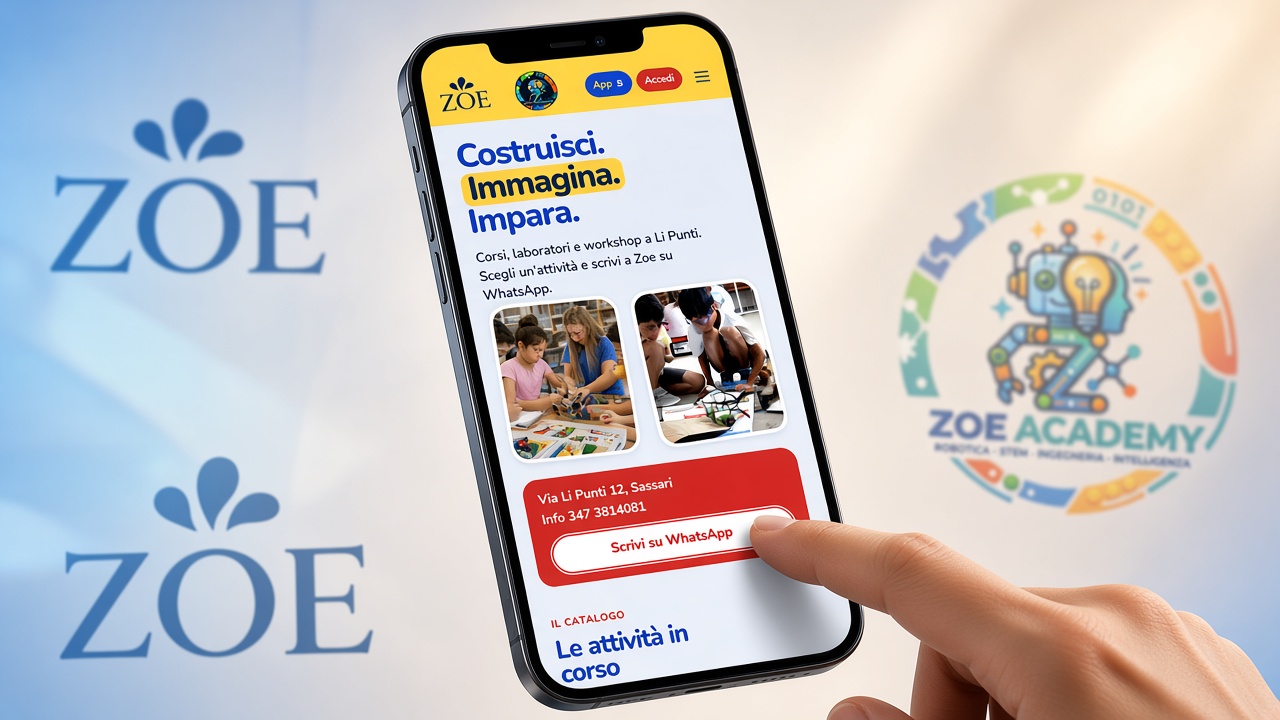 ZOE
ZOE
ZOE
App S
Accedi
Costruisci.
Immagina.
Impara.
Corsi, laboratori e workshop a Li Punti.
Scegli un'attività e scrivi a Zoe su
WhatsApp.
Via Li Punti 12, Sassari
Info 347 3814081
Scrivi su WhatsApp
IL CATALOGO
Le attività in
corso
0101
ZOE ACADEMY
ROBOTICA · STEM · INGEGNERIA · INTELLIGENZA